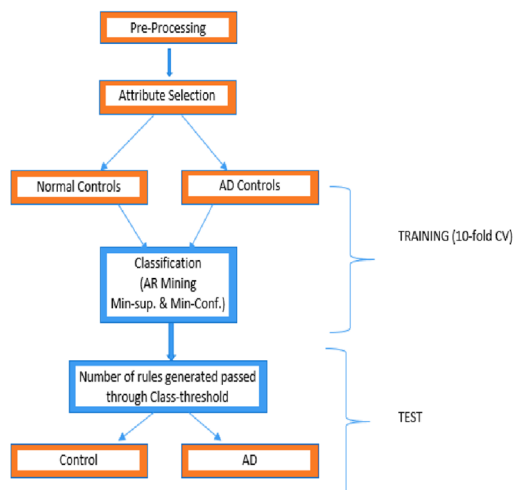 Pre-Processing
Attribute Selection
Normal Controls
AD Controls
TRAINING (10-fold CV)
Classification
(AR Mining
Min-sup. & Min-Conf.)
Number of rules generated passed
through Class-threshold
TEST
Control
AD